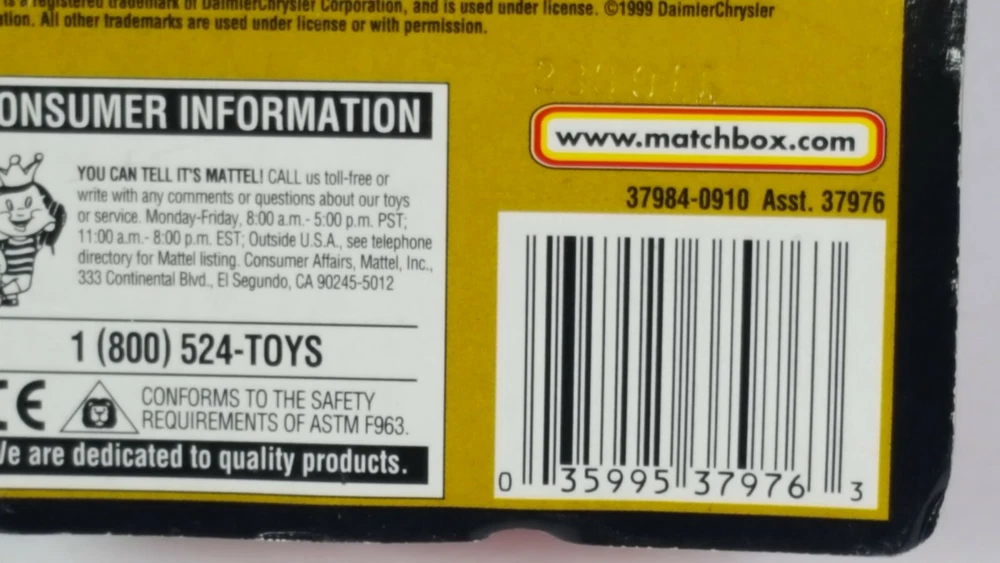 is a registered trademark of DaimlerChrysler Corporation, and is used under license. ©1999 DaimlerChrysler
tion. All other trademarks are used under license or with permission.
ONSUMER INFORMATION
YOU CAN TELL IT'S MATTEL! CALL us toll-free or
write with any comments or questions about our toys
or service. Monday-Friday, 8:00 a.m.- 5:00 p.m. PST;
11:00 a.m.- 8:00 p.m. EST; Outside U.S.A., see telephone
directory for Mattel listing. Consumer Affairs, Mattel, Inc.,
333 Continental Blvd., El Segundo, CA 90245-5012
1 (800) 524-TOYS
CE
CONFORMS TO THE SAFETY
REQUIREMENTS OF ASTM F963.
We are dedicated to quality products.
www.matchbox.com
37984-0910 Asst. 37976
0 35995 37976 3